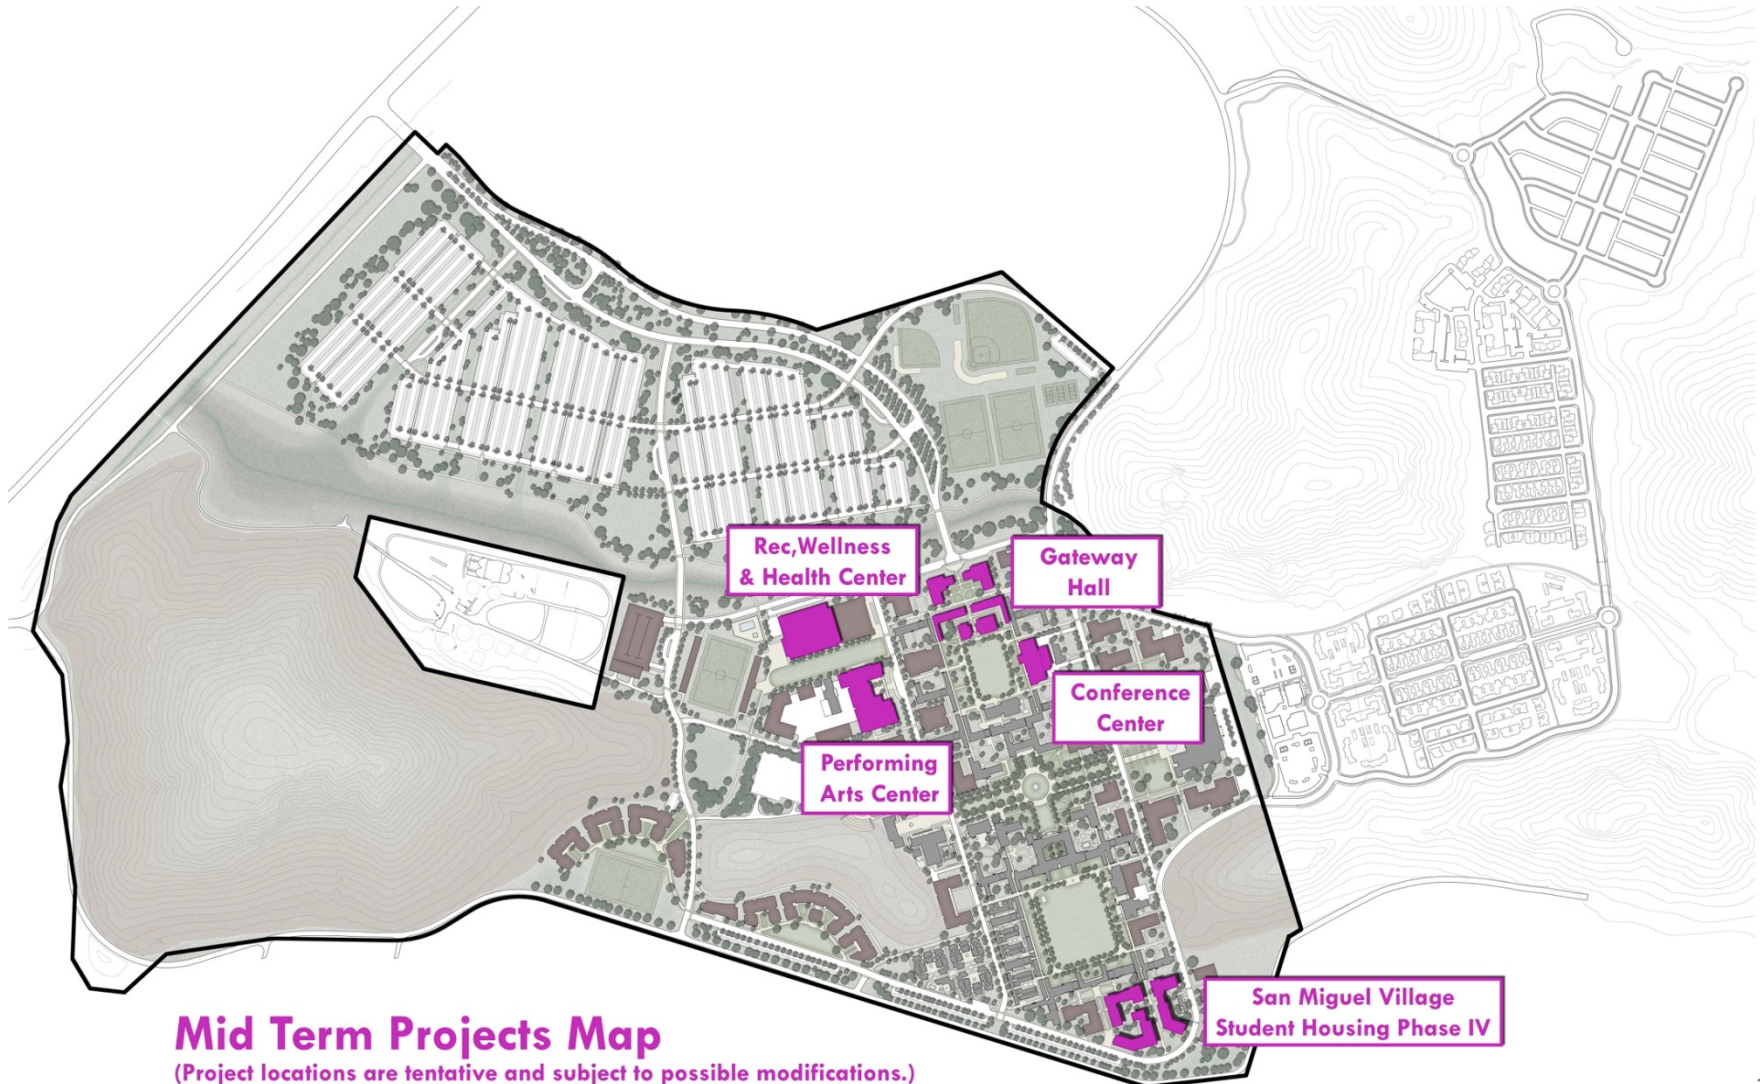 Rec,Wellness
& Health Center
Gateway
Hall
Conference
Center
Performing
Arts Center
San Miguel Village
Student Housing Phase IV
Mid Term Projects Map
(Project locations are tentative and subject to possible modifications.)